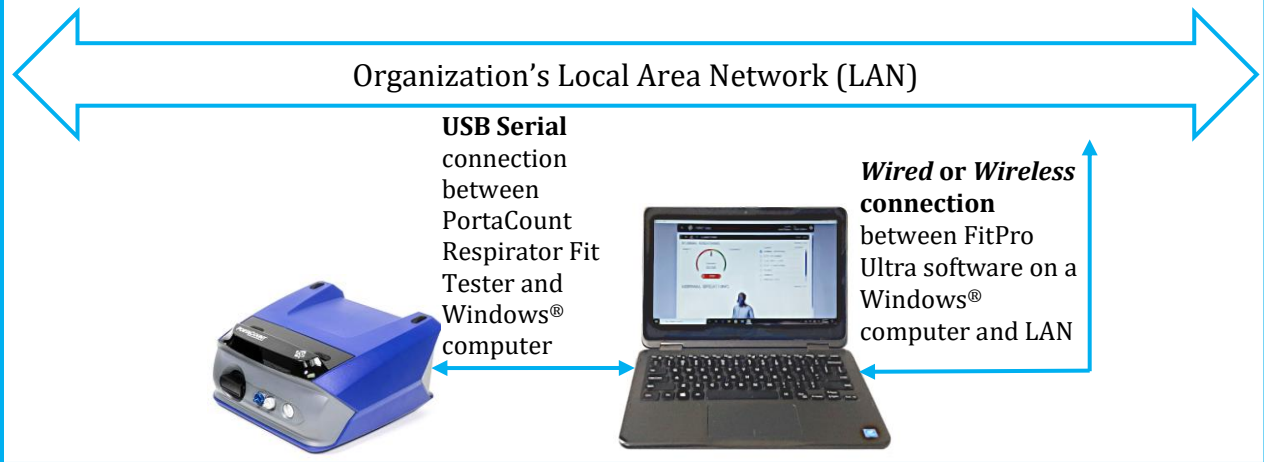 Organization’s Local Area Network (LAN)
USB Serial
connection
between
PortaCount
Respirator Fit
Tester and
Windows®
computer
Wired or Wireless
connection
between FitPro
Ultra software on a
Windows®
computer and LAN